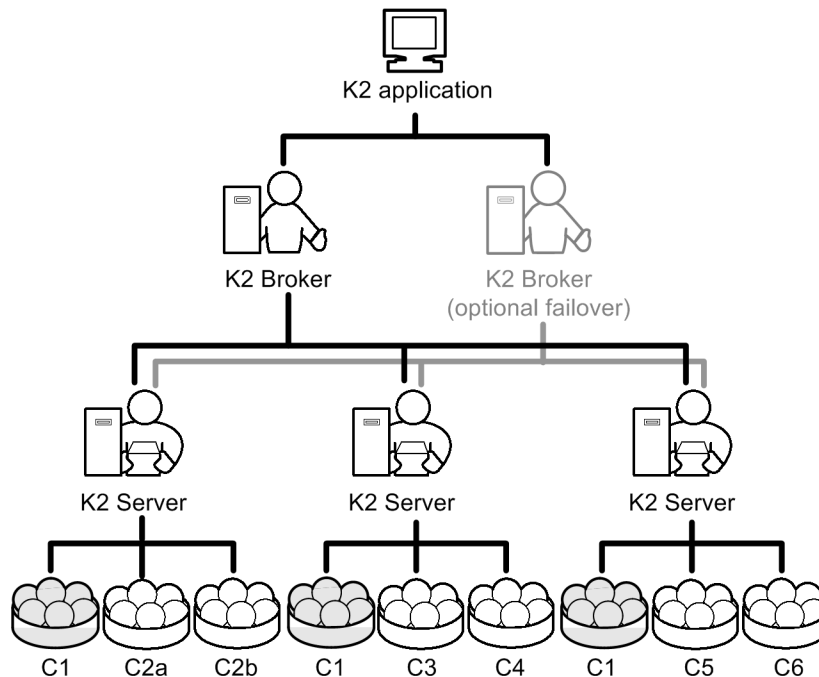 K2 application
K2 Broker
K2 Broker
(optional failover)
K2 Server
K2 Server
K2 Server
C1
C2a
C2b
C1
C3
C4
C1
C5
C6